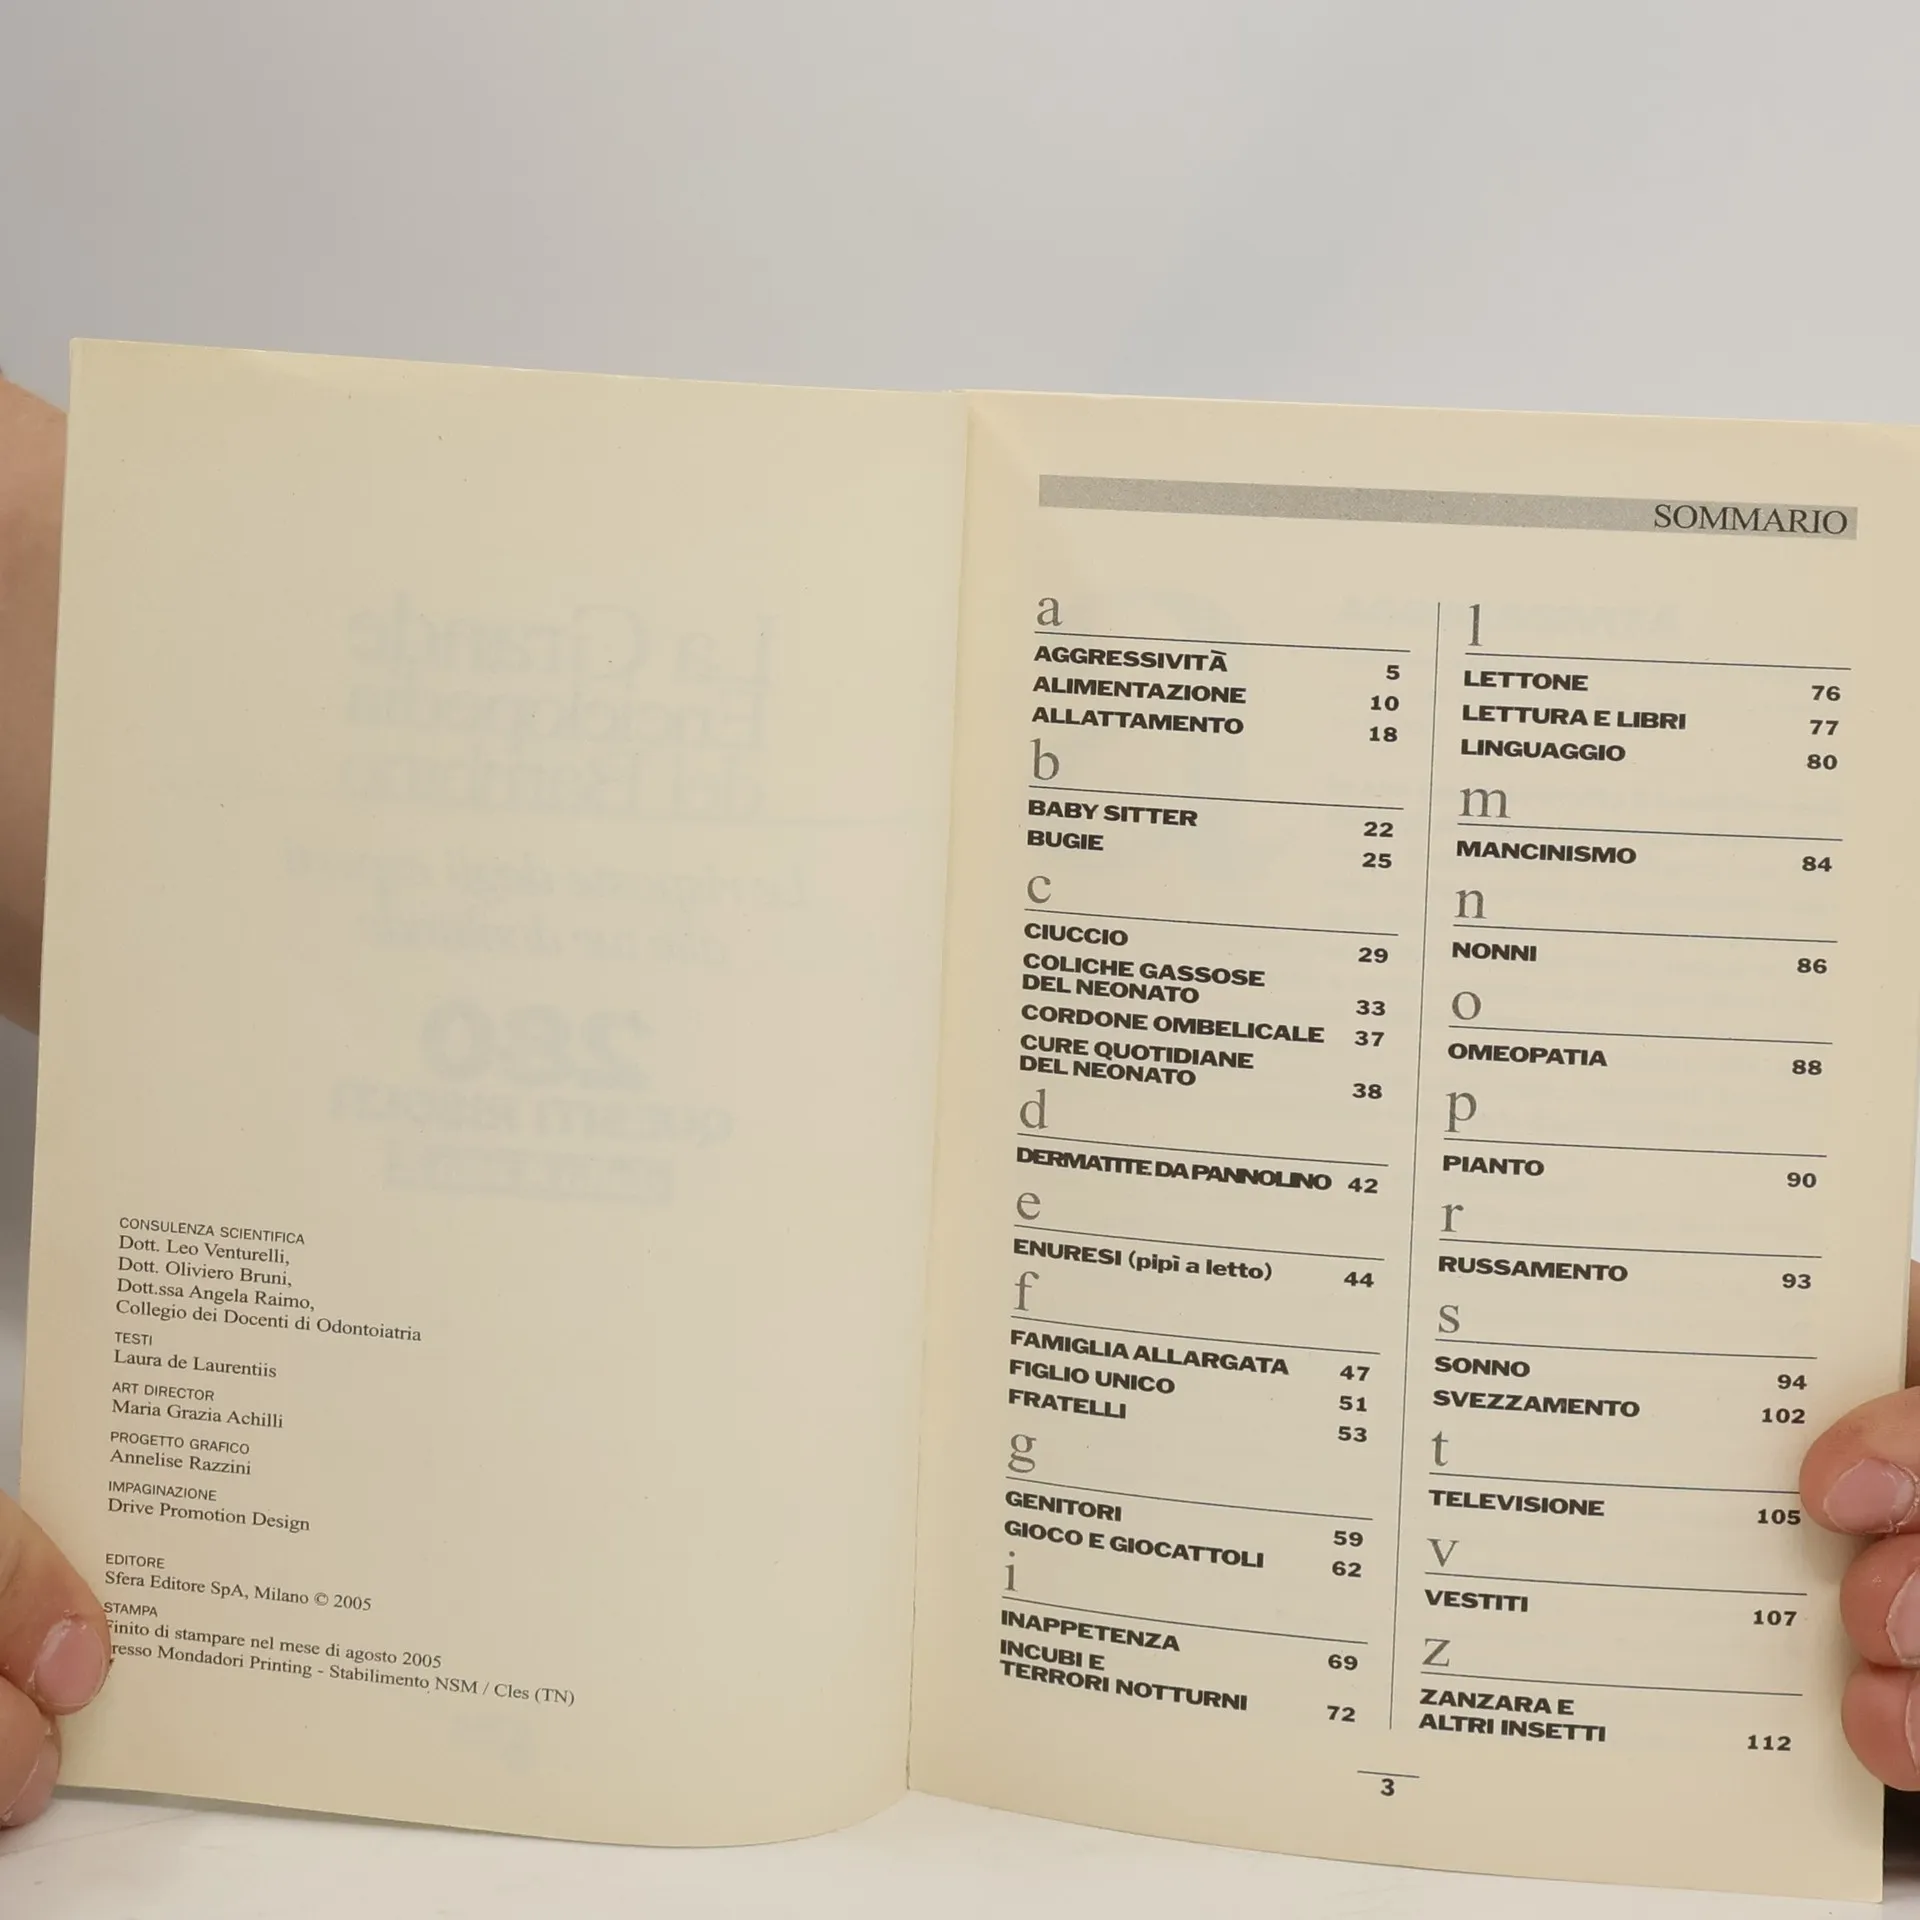 CONSULENZA SCIENTIFICA
Dott. Leo Venturelli,
Dott. Oliviero Bruni,
Dott.ssa Angela Raimo,
Collegio dei Docenti di Odontoiatria
TESTI
Laura de Laurentiis
ART DIRECTOR
Maria Grazia Achilli
PROGETTO GRAFICO
Annelise Razzini
IMPAGINAZIONE
Drive Promotion Design
EDITORE
Sfera Editore SpA, Milano © 2005
STAMPA
Finito di stampare nel mese di agosto 2005
resso Mondadori Printing - Stabilimento NSM / Cles (TN)
SOMMARIO
a
AGGRESSIVITÀ 5
ALIMENTAZIONE 10
ALLATTAMENTO 18
b
BABY SITTER 22
BUGIE 25
c
CIUCCIO 29
COLICHE GASSOSE
DEL NEONATO 33
CORDONE OMBELICALE 37
CURE QUOTIDIANE
DEL NEONATO 38
d
DERMATITE DA PANNOLINO 42
e
ENURESI (pipì a letto) 44
f
FAMIGLIA ALLARGATA 47
FIGLIO UNICO 51
FRATELLI 53
g
GENITORI 59
GIOCO E GIOCATTOLI 62
i
INAPPETENZA 69
INCUBI E
TERRORI NOTTURNI 72
l
LETTONE 76
LETTURA E LIBRI 77
LINGUAGGIO 80
m
MANCINISMO 84
n
NONNI 86
o
OMEOPATIA 88
p
PIANTO 90
r
RUSSAMENTO 93
s
SONNO 94
SVEZZAMENTO 102
t
TELEVISIONE 105
v
VESTITI 107
z
ZANZARA E
ALTRI INSETTI 112
3